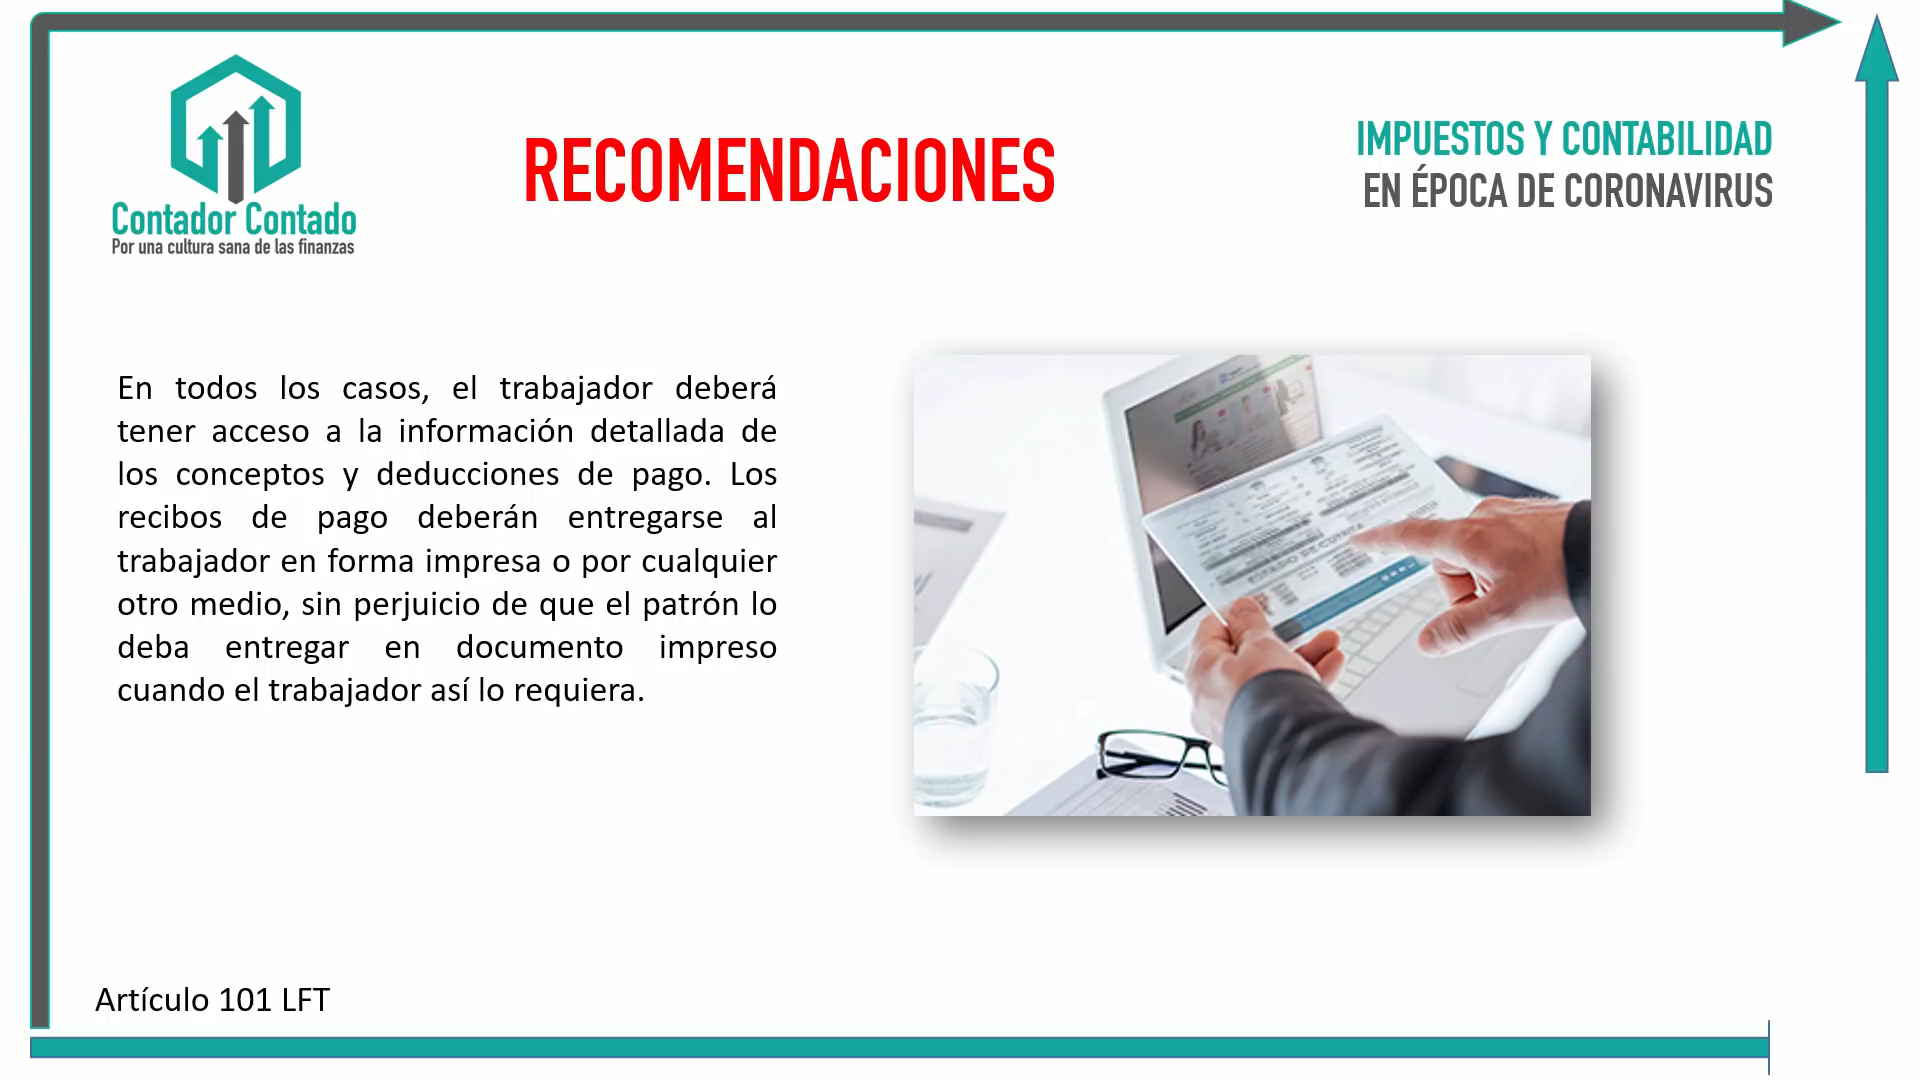 Contador Contado
Por una cultura sana de las finanzas
RECOMENDACIONES
IMPUESTOS Y CONTABILIDAD
EN ÉPOCA DE CORONAVIRUS
En todos los casos, el trabajador deberá
tener acceso a la información detallada de
los conceptos y deducciones de pago. Los
recibos de pago deberán entregarse al
trabajador en forma impresa o por cualquier
otro medio, sin perjuicio de que el patrón lo
deba entregar en documento impreso
cuando el trabajador así lo requiera.
Artículo 101 LFT